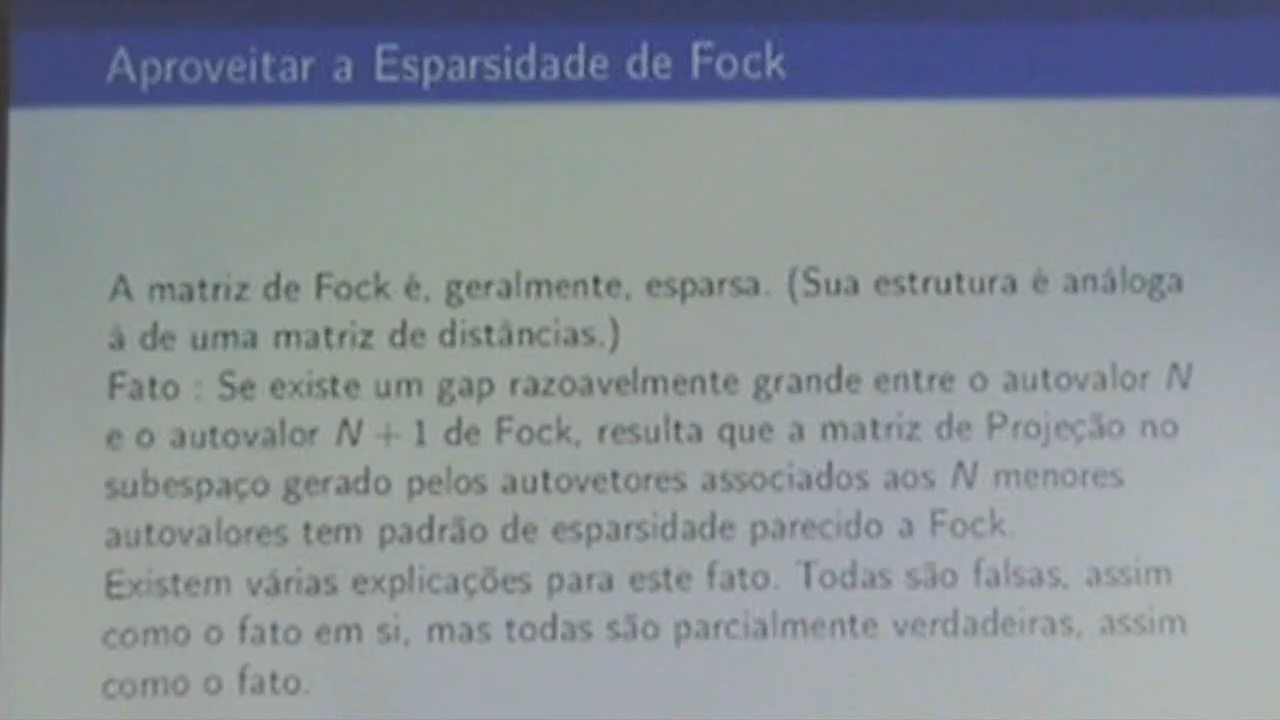 Aproveitar a Esparsidade de Fock
A matriz de Fock é, geralmente, esparsa. (Sua estrutura é análoga
à de uma matriz de distâncias.)
Fato : Se existe um gap razoavelmente grande entre o autovalor N
e o autovalor N + 1 de Fock, resulta que a matriz de Projeção no
subespaço gerado pelos autovetores associados aos N menores
autovalores tem padrão de esparsidade parecido a Fock.
Existem várias explicações para este fato. Todas são falsas, assim
como o fato em si, mas todas são parcialmente verdadeiras, assim
como o fato.